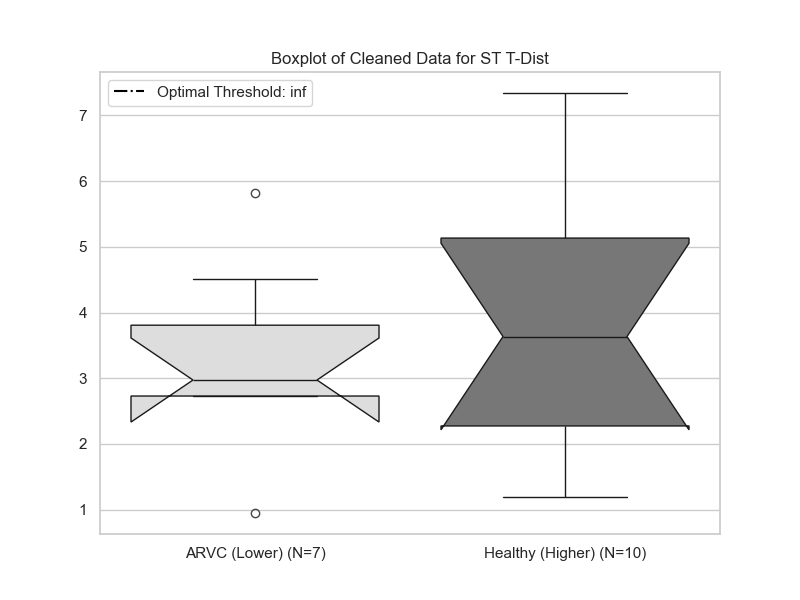 Boxplot of Cleaned Data for ST T-Dist
Optimal Threshold: inf
7
6
5
4
3
2
1
ARVC (Lower) (N=7)
Healthy (Higher) (N=10)